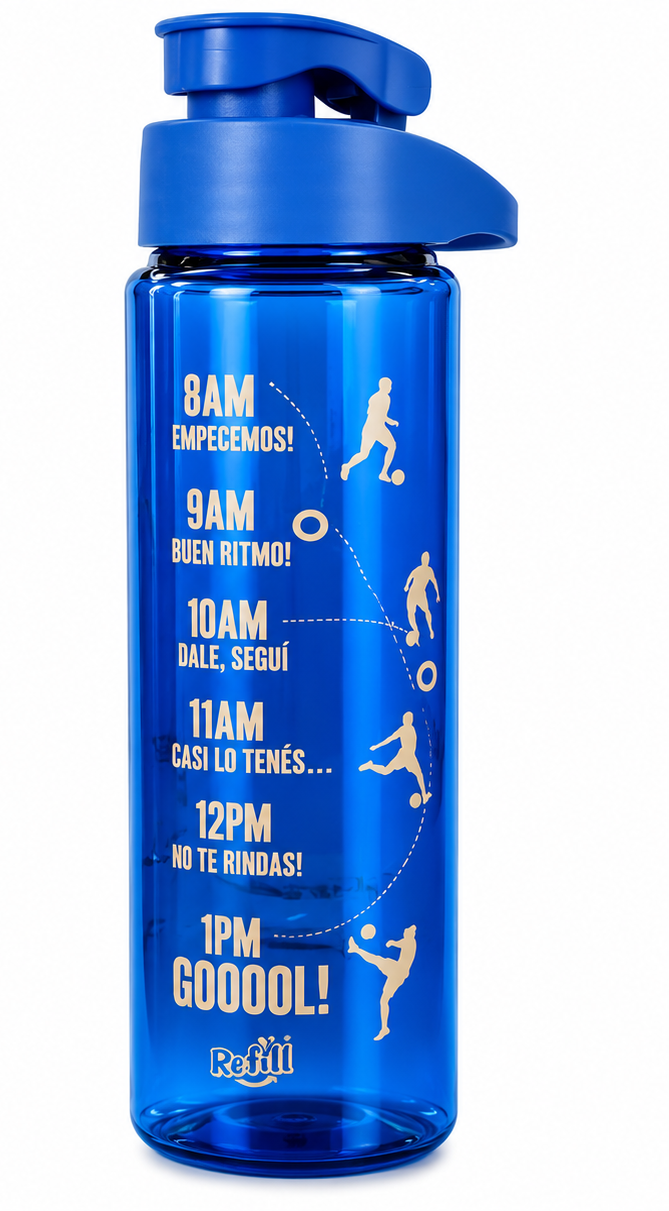 8AM
EMPECEMOS!
9AM
BUEN RITMO!
10AM
DALE, SEGUÍ
11AM
CASI LO TENÉS...
12PM
NO TE RINDAS!
1PM
GOOOOL!
Refill